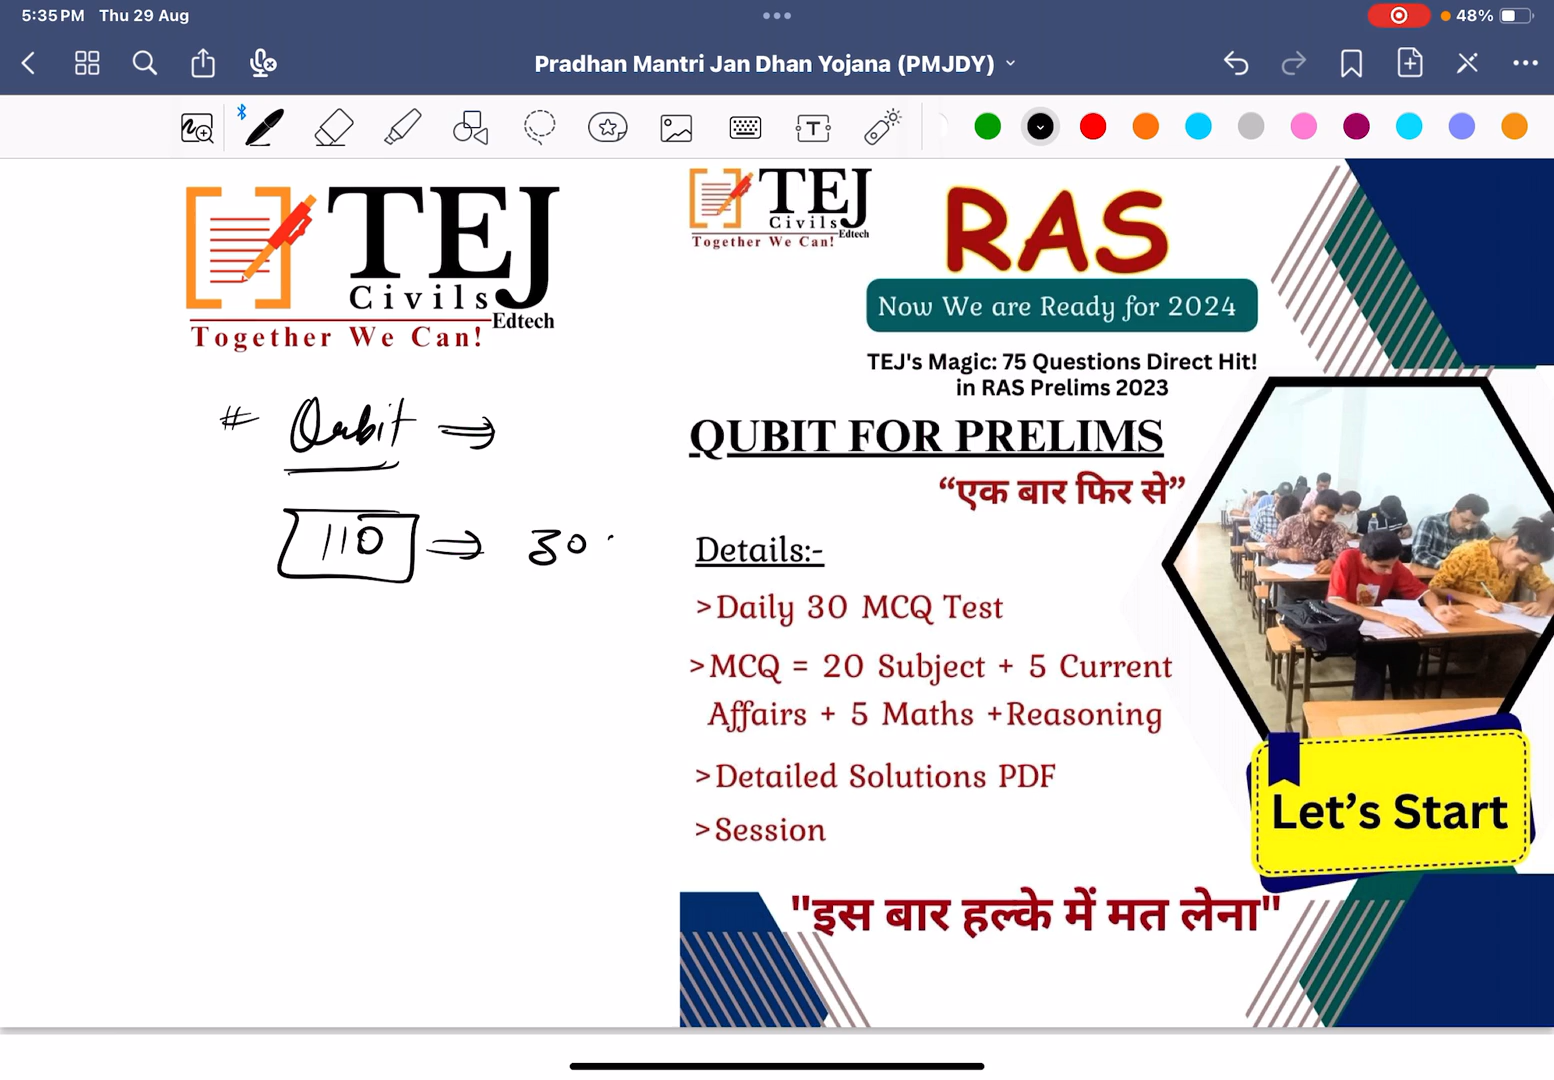 5:35 PM Thu 29 Aug
48%
Pradhan Mantri Jan Dhan Yojana (PMJDY)
TEJ
Civils
Edtech
Together We Can!
# Qubit ⇒
110 ⇒ 30
TEJ
Civils
Edtech
Together We Can!
RAS
Now We are Ready for 2024
TEJ's Magic: 75 Questions Direct Hit!
in RAS Prelims 2023
QUBIT FOR PRELIMS
“एक बार फिर से”
Details:-
>Daily 30 MCQ Test
>MCQ = 20 Subject + 5 Current
Affairs + 5 Maths +Reasoning
>Detailed Solutions PDF
>Session
Let’s Start
"इस बार हल्के में मत लेना"